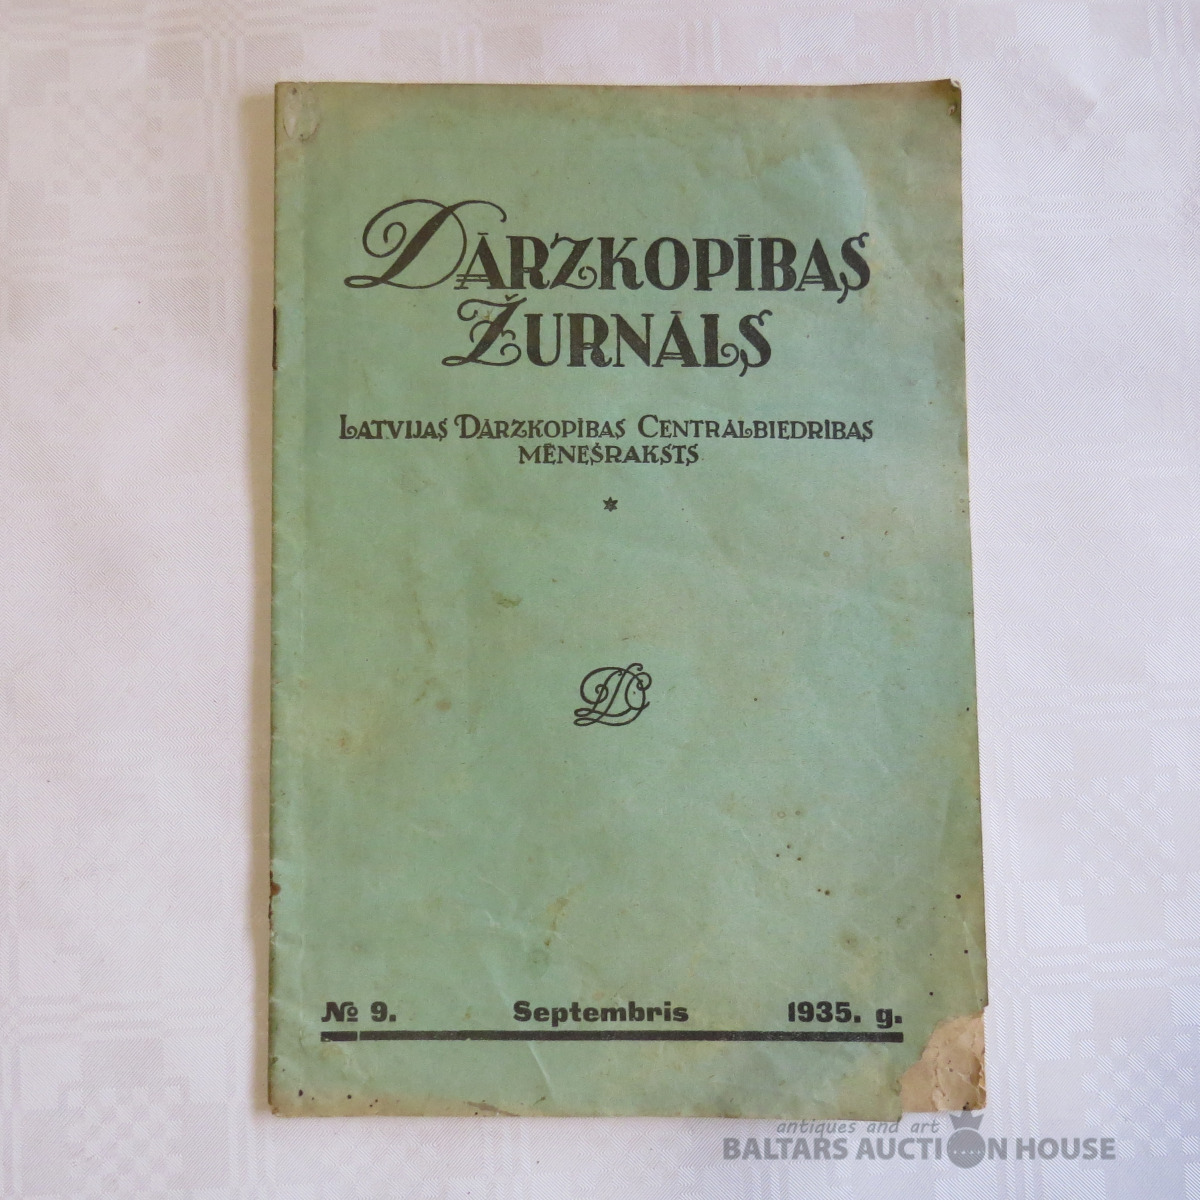 DĀRZKOPĪBAS
ŽURNĀLS
LATVIJAS DĀRZKOPĪBAS CENTRĀLBIEDRĪBAS
MĒNEŠRAKSTS
№ 9. Septembris 1935. g.
antiques and art
BALTARS AUCTION HOUSE